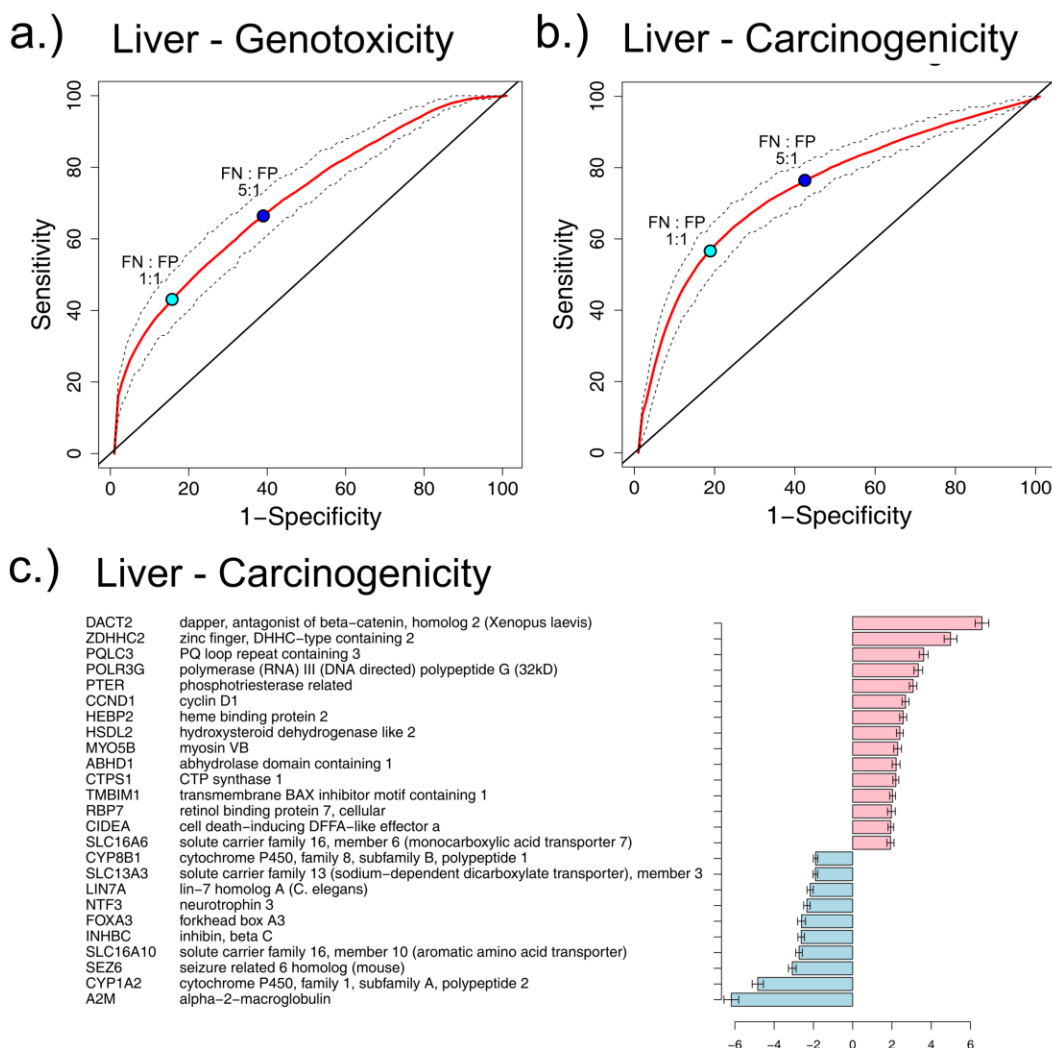 a.) Liver - Genotoxicity
Sensitivity
100
80
60
40
20
0
FN : FP
5:1
FN : FP
1:1
0 20 40 60 80 100
1−Specificity
b.) Liver - Carcinogenicity
Sensitivity
100
80
60
40
20
0
FN : FP
5:1
FN : FP
1:1
0 20 40 60 80 100
1−Specificity
c.) Liver - Carcinogenicity
DACT2 dapper, antagonist of beta−catenin, homolog 2 (Xenopus laevis)
ZDHHC2 zinc finger, DHHC−type containing 2
PQLC3 PQ loop repeat containing 3
POLR3G polymerase (RNA) III (DNA directed) polypeptide G (32kD)
PTER phosphotriesterase related
CCND1 cyclin D1
HEBP2 heme binding protein 2
HSDL2 hydroxysteroid dehydrogenase like 2
MYO5B myosin VB
ABHD1 abhydrolase domain containing 1
CTPS1 CTP synthase 1
TMBIM1 transmembrane BAX inhibitor motif containing 1
RBP7 retinol binding protein 7, cellular
CIDEA cell death−inducing DFFA−like effector a
SLC16A6 solute carrier family 16, member 6 (monocarboxylic acid transporter 7)
CYP8B1 cytochrome P450, family 8, subfamily B, polypeptide 1
SLC13A3 solute carrier family 13 (sodium−dependent dicarboxylate transporter), member 3
LIN7A lin−7 homolog A (C. elegans)
NTF3 neurotrophin 3
FOXA3 forkhead box A3
INHBC inhibin, beta C
SLC16A10 solute carrier family 16, member 10 (aromatic amino acid transporter)
SEZ6 seizure related 6 homolog (mouse)
CYP1A2 cytochrome P450, family 1, subfamily A, polypeptide 2
A2M alpha−2−macroglobulin
−6 −4 −2 0 2 4 6